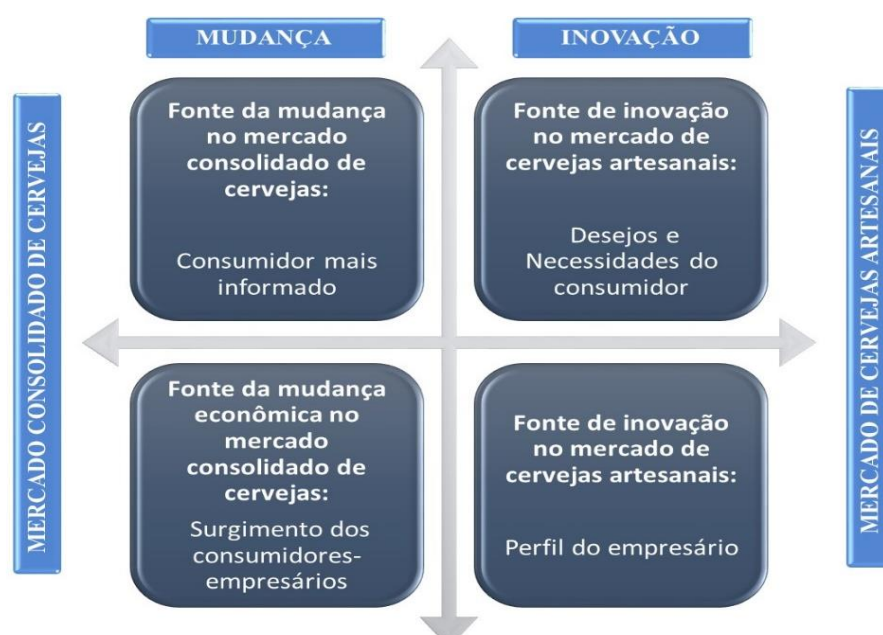 MUDANÇA
INOVAÇÃO
MERCADO CONSOLIDADO DE CERVEJAS
Fonte da mudança
no mercado
consolidado de
cervejas:
Consumidor mais
informado
Fonte de inovação
no mercado de
cervejas artesanais:
Desejos e
Necessidades do
consumidor
Fonte da mudança
econômica no
mercado
consolidado de
cervejas:
Surgimento dos
consumidores-
empresários
Fonte de inovação
no mercado de
cervejas artesanais:
Perfil do empresário
MERCADO DE CERVEJAS ARTESANAIS